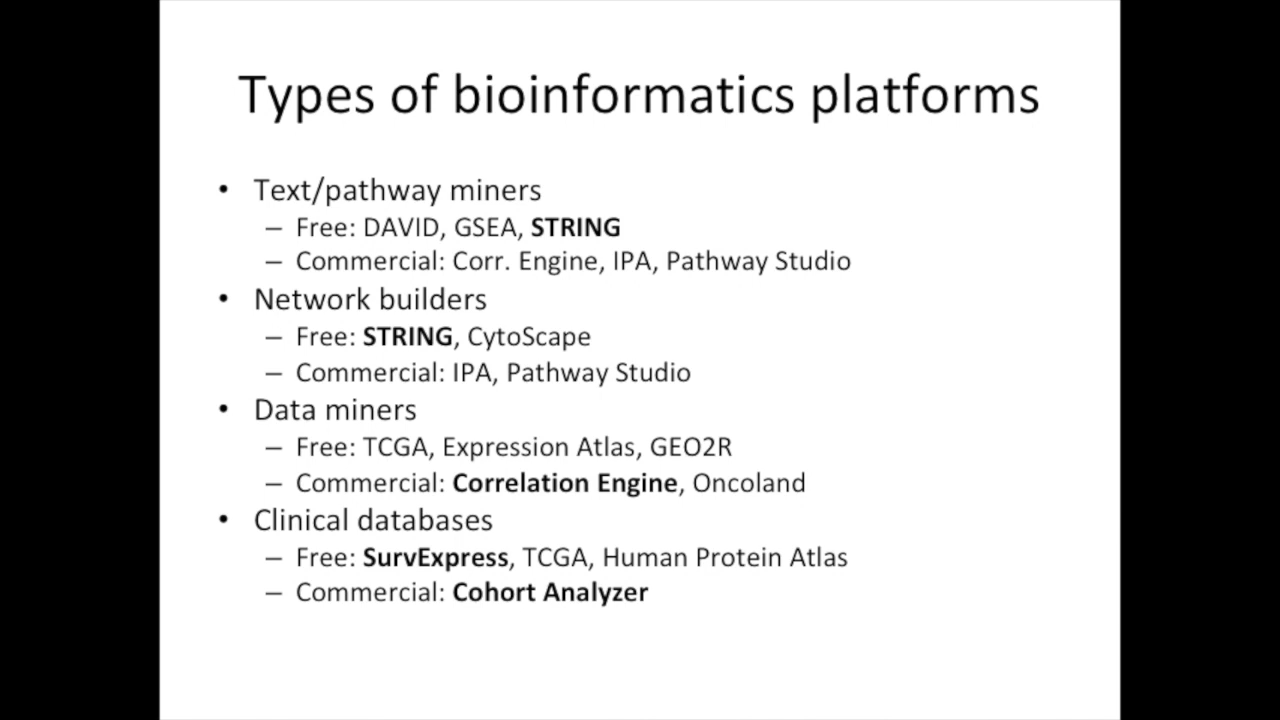 Types of bioinformatics platforms
• Text/pathway miners
– Free: DAVID, GSEA, STRING
– Commercial: Corr. Engine, IPA, Pathway Studio
• Network builders
– Free: STRING, CytoScape
– Commercial: IPA, Pathway Studio
• Data miners
– Free: TCGA, Expression Atlas, GEO2R
– Commercial: Correlation Engine, Oncoland
• Clinical databases
– Free: SurvExpress, TCGA, Human Protein Atlas
– Commercial: Cohort Analyzer